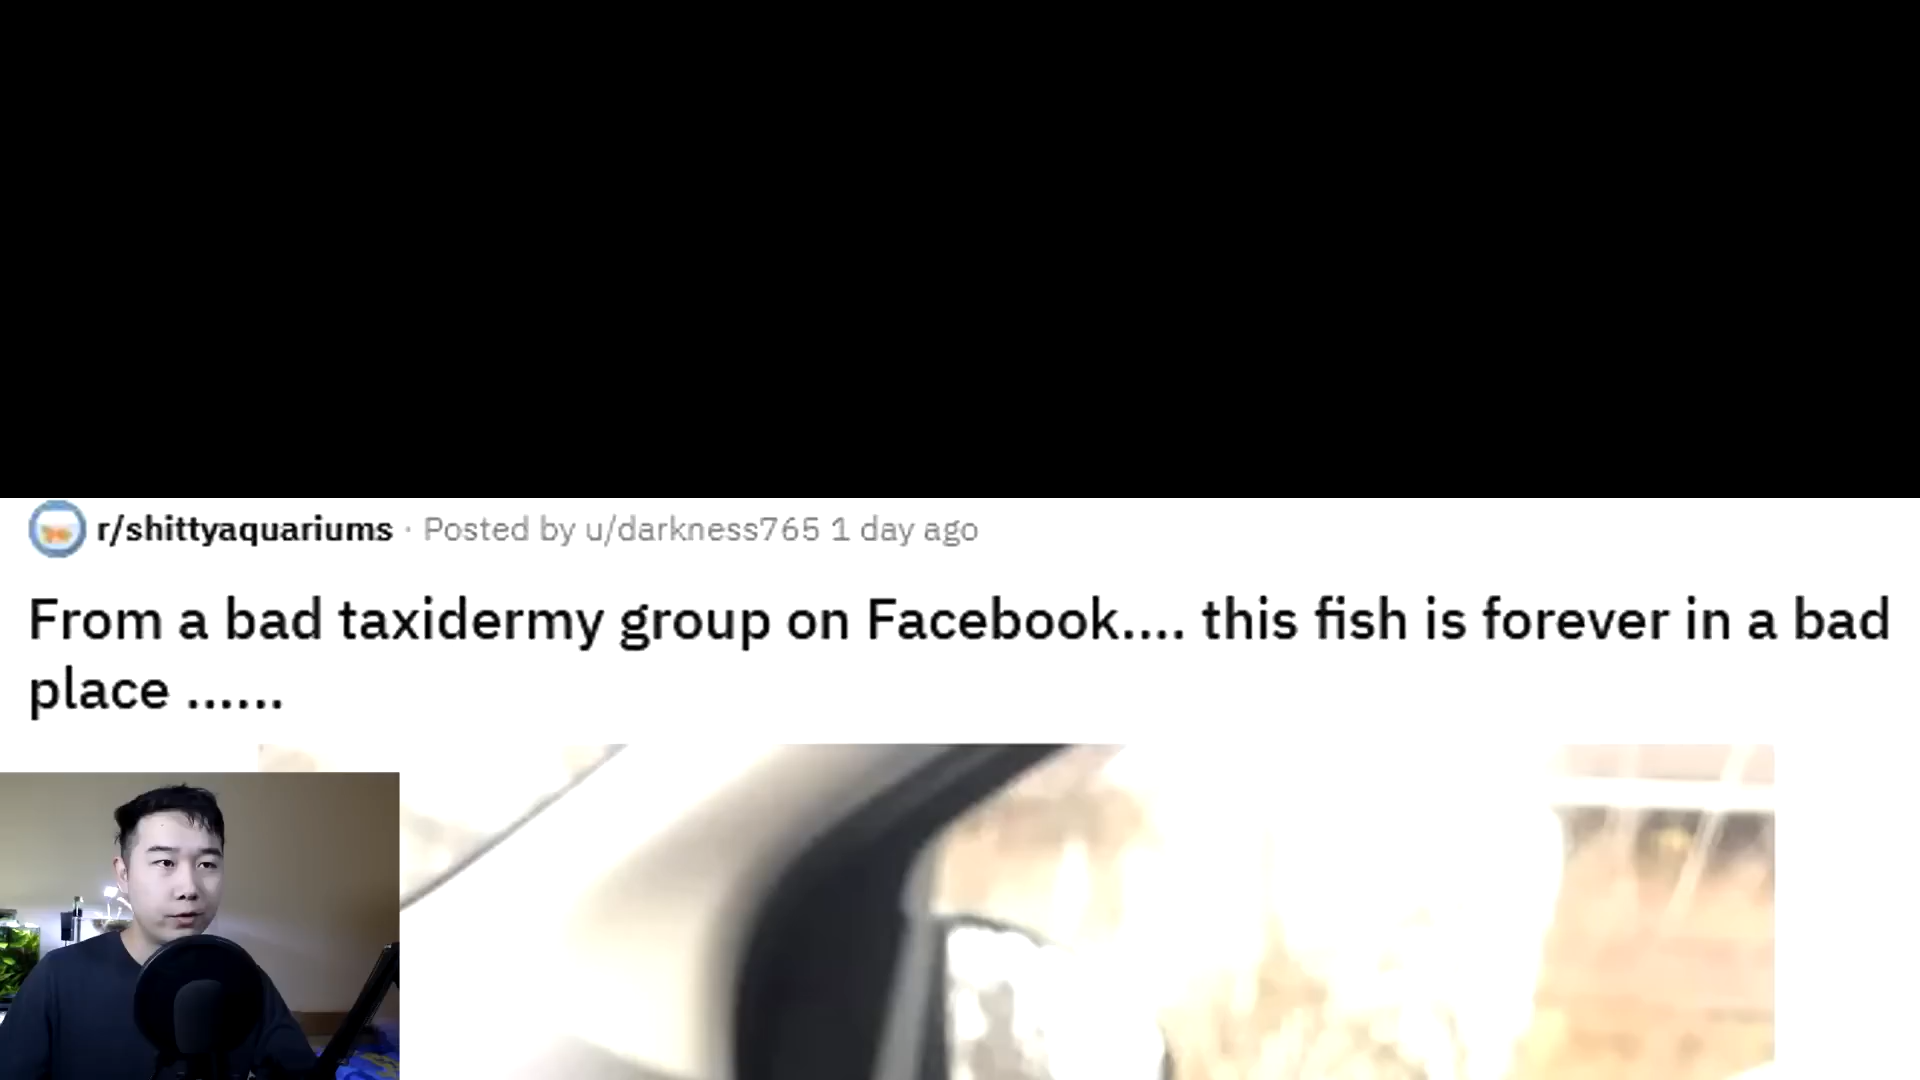 r/shittyaquariums · Posted by u/darkness765 1 day ago
From a bad taxidermy group on Facebook.... this fish is forever in a bad
place ......